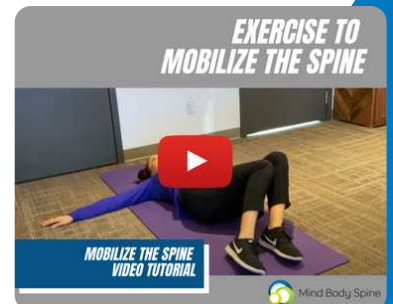 EXERCISE TO
MOBILIZE THE SPINE
MOBILIZE THE SPINE
VIDEO TUTORIAL
Mind Body Spine